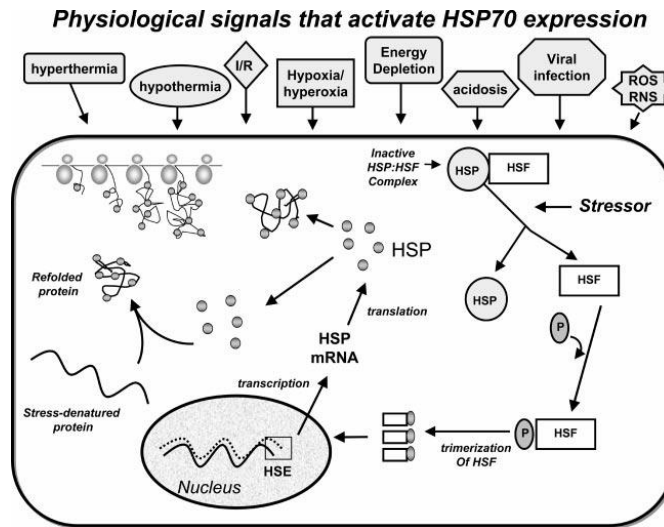 Physiological signals that activate HSP70 expression
hyperthermia
hypothermia
I/R
Hypoxia/
hyperoxia
Energy
Depletion
acidosis
Viral
infection
ROS
RNS
Inactive
HSP:HSF
Complex
HSP
HSF
Stressor
HSP
HSF
P
P
HSF
trimerization
Of HSF
HSP
translation
HSP
mRNA
transcription
HSE
Nucleus
Refolded
protein
Stress-denatured
protein